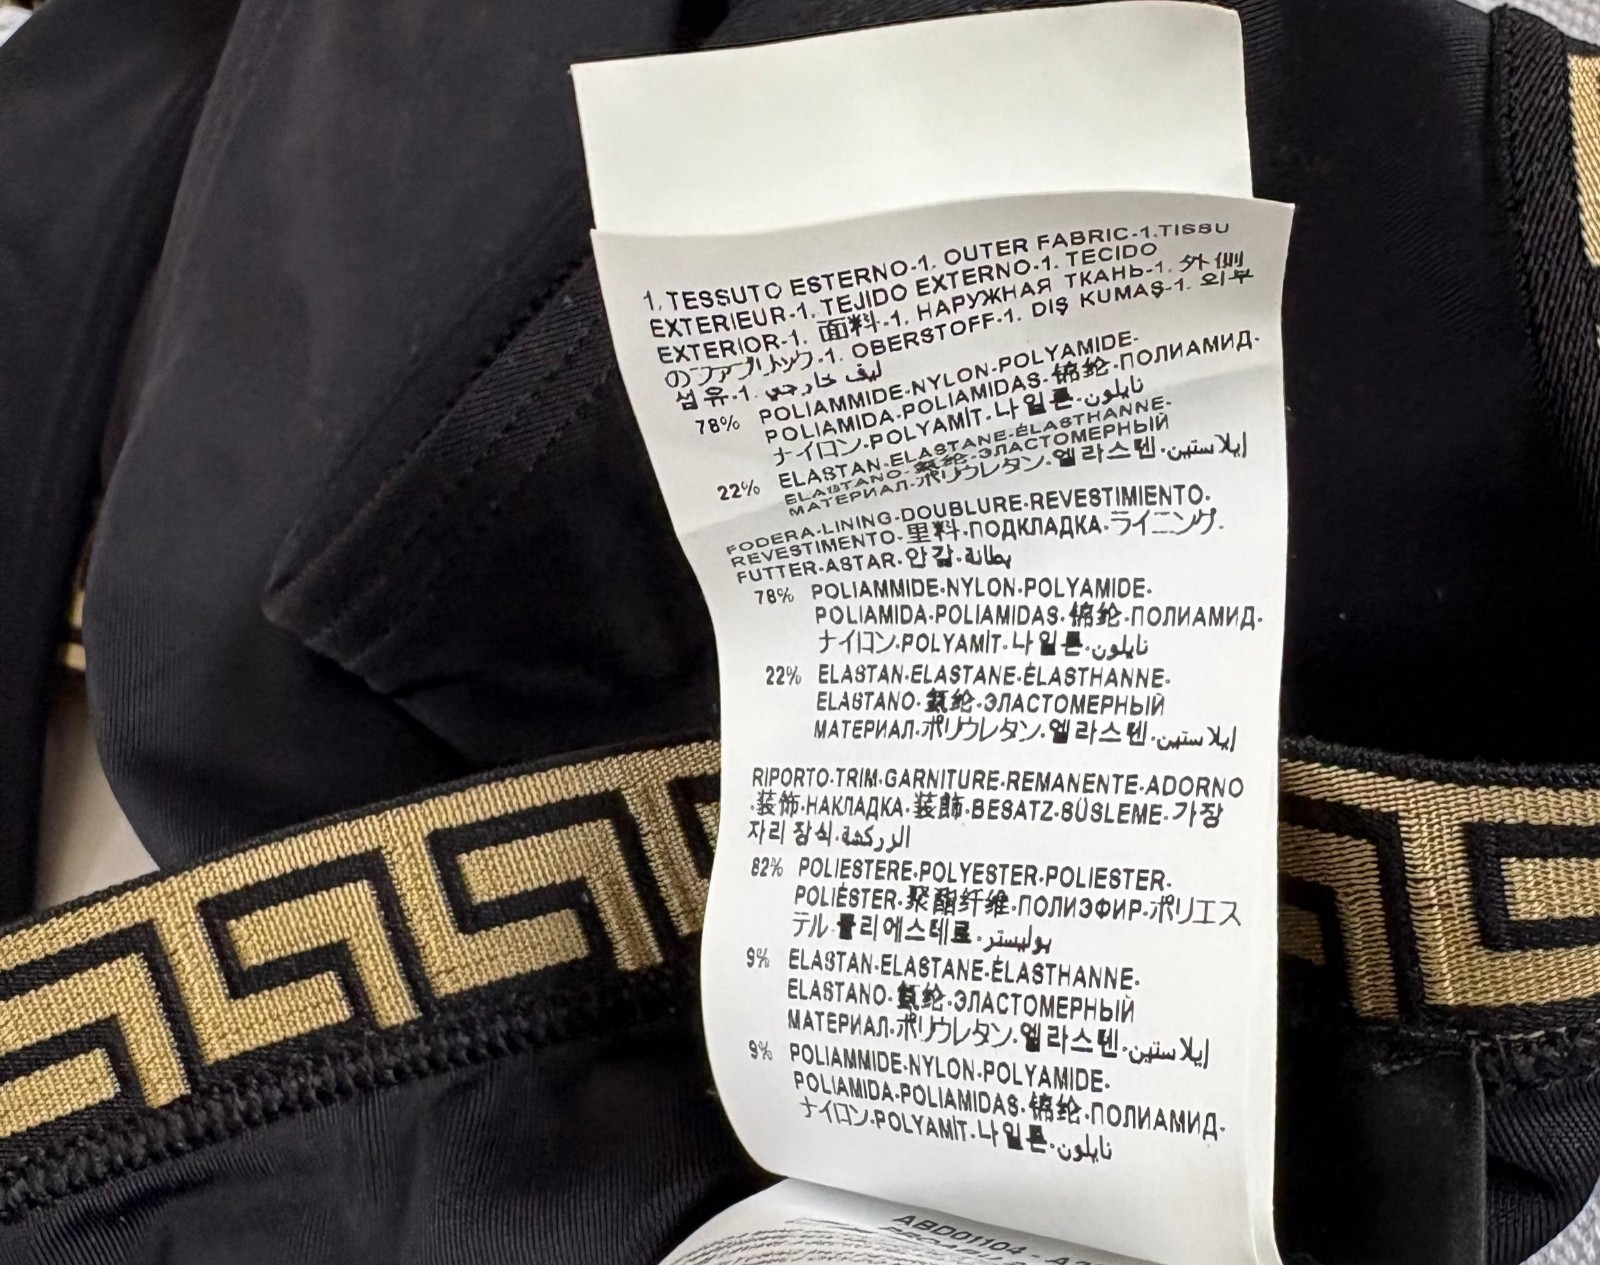 1. TESSUTO ESTERNO-1. OUTER FABRIC-1.TISSU
EXTERIEUR-1. TEJIDO EXTERNO-1. TECIDO
EXTERIOR-1. 面料-1. НАРУЖНАЯ ТКАНЬ-1. 外側
のファブリック-1. OBERSTOFF-1. DIŞ KUMAŞ-1. 외부
섬유-1. ليف خارجي
78% POLIAMMIDE-NYLON-POLYAMIDE-
POLIAMIDA-POLIAMIDAS-锦纶-ПОЛИАМИД-
ナイロン-POLYAMİT-나일론-نايلون
22% ELASTAN-ELASTANE-ÉLASTHANNE-
ELASTANO-氨纶-ЭЛАСТОМЕРНЫЙ
МАТЕРИАЛ-ポリウレタン-엘라스텐-إيلاستين
FODERA-LINING-DOUBLURE-REVESTIMIENTO-
REVESTIMENTO-里料-ПОДКЛАДКА-ライニング-
FUTTER-ASTAR-안감-بطانة
78% POLIAMMIDE-NYLON-POLYAMIDE-
POLIAMIDA-POLIAMIDAS-锦纶-ПОЛИАМИД-
ナイロン-POLYAMİT-나일론-نايلون
22% ELASTAN-ELASTANE-ÉLASTHANNE-
ELASTANO-氨纶-ЭЛАСТОМЕРНЫЙ
МАТЕРИАЛ-ポリウレタン-엘라스텐-إيلاستين
RIPORTO-TRIM-GARNITURE-REMANENTE-ADORNO
-装饰-НАКЛАДКА-装飾-BESATZ-SÜSLEME-가장
자리 장식-الزركشة
82% POLIESTERE-POLYESTER-POLIESTER-
POLIÉSTER-聚酯纤维-ПОЛИЭФИР-ポリエス
テル-폴리에스테르-بوليستر
9% ELASTAN-ELASTANE-ÉLASTHANNE-
ELASTANO-氨纶-ЭЛАСТОМЕРНЫЙ
МАТЕРИАЛ-ポリウレタン-엘라스텐-إيلاستين
9% POLIAMMIDE-NYLON-POLYAMIDE-
POLIAMIDA-POLIAMIDAS-锦纶-ПОЛИАМИД-
ナイロン-POLYAMİT-나일론-نايلون
ABD01104 -